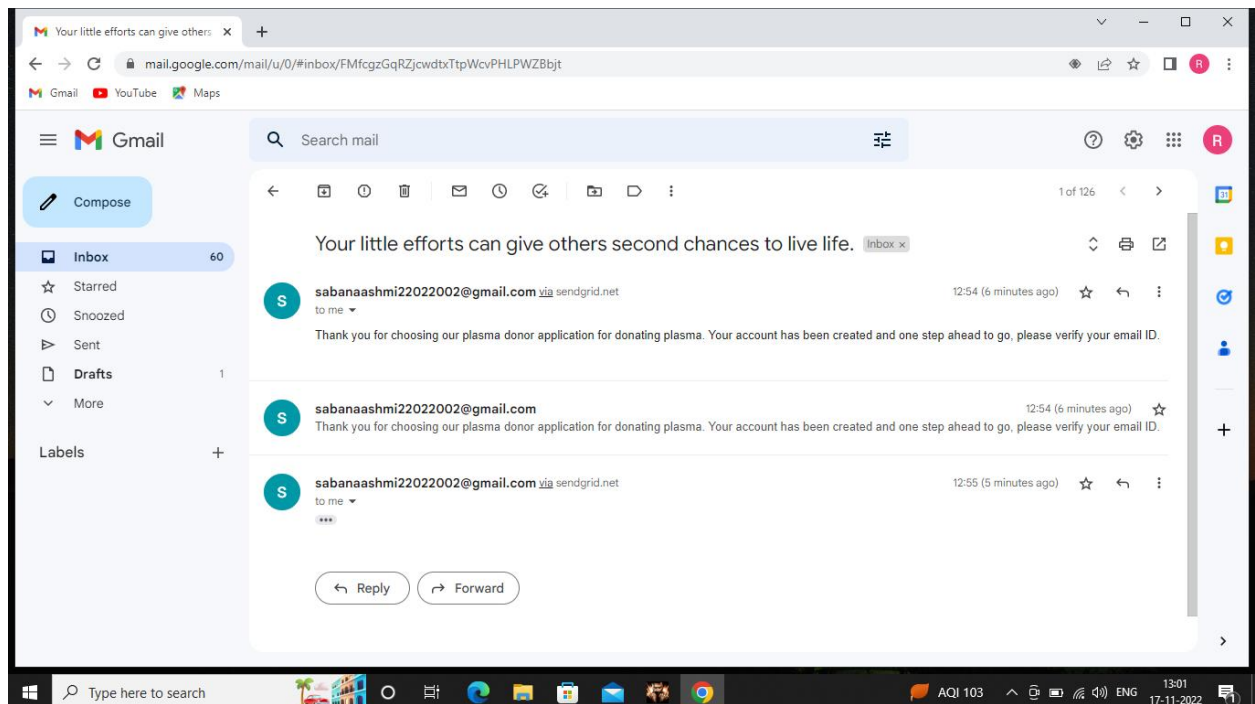 Your little efforts can give others
mail.google.com/mail/u/0/#inbox/FMfcgzGqRZjcwdtxTtpWcvPHLPWZBbjt
R
Gmail YouTube Maps
Gmail
Search mail
R
Compose
1 of 126
31
Your little efforts can give others second chances to live life. Inbox x
Inbox 60
Starred
Snoozed
Sent
Drafts 1
More
Labels +
S
sabanaashmi22022002@gmail.com via sendgrid.net 12:54 (6 minutes ago)
to me
Thank you for choosing our plasma donor application for donating plasma. Your account has been created and one step ahead to go, please verify your email ID.
S
sabanaashmi22022002@gmail.com 12:54 (6 minutes ago)
Thank you for choosing our plasma donor application for donating plasma. Your account has been created and one step ahead to go, please verify your email ID.
S
sabanaashmi22022002@gmail.com via sendgrid.net 12:55 (5 minutes ago)
to me
Reply Forward
Type here to search
AQI 103 ENG
13:01
17-11-2022
1